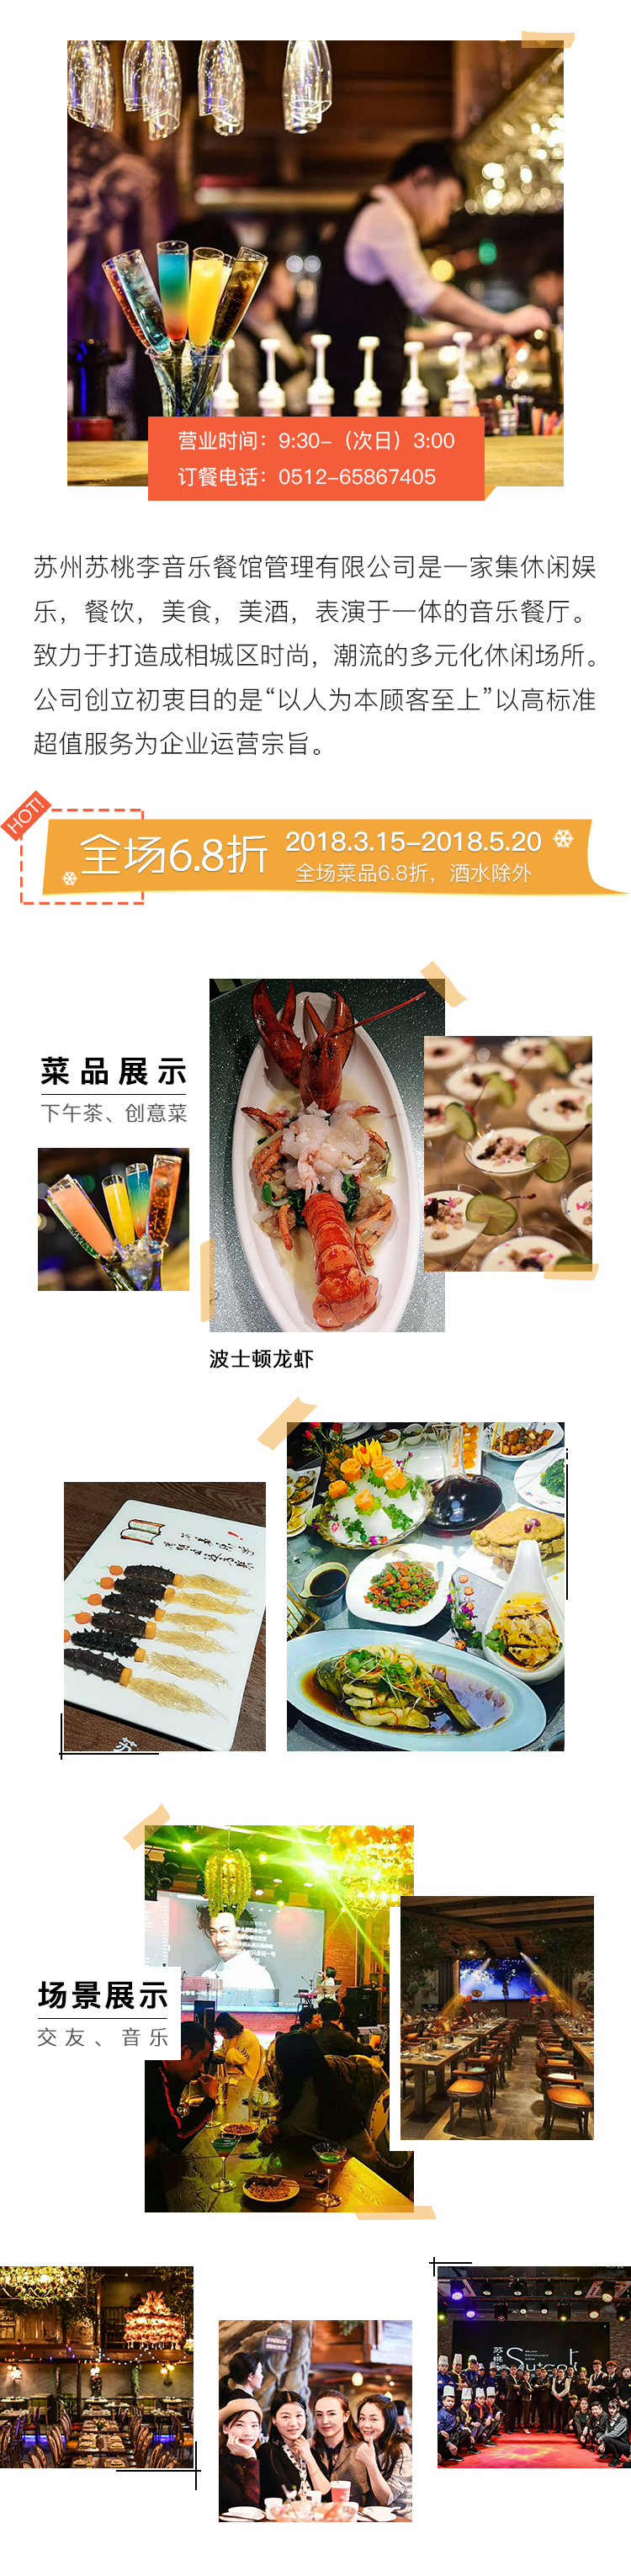 营业时间：9:30-（次日）3:00
订餐电话：0512-65867405
苏州苏桃李音乐餐馆管理有限公司是一家集休闲娱
乐，餐饮，美食，美酒，表演于一体的音乐餐厅。
致力于打造成相城区时尚，潮流的多元化休闲场所。
公司创立初衷目的是“以人为本顾客至上”以高标准
超值服务为企业运营宗旨。
HOT!
全场6.8折
2018.3.15-2018.5.20
全场菜品6.8折，酒水除外
菜品展示
下午茶、创意菜
波士顿龙虾
场景展示
交友、音乐